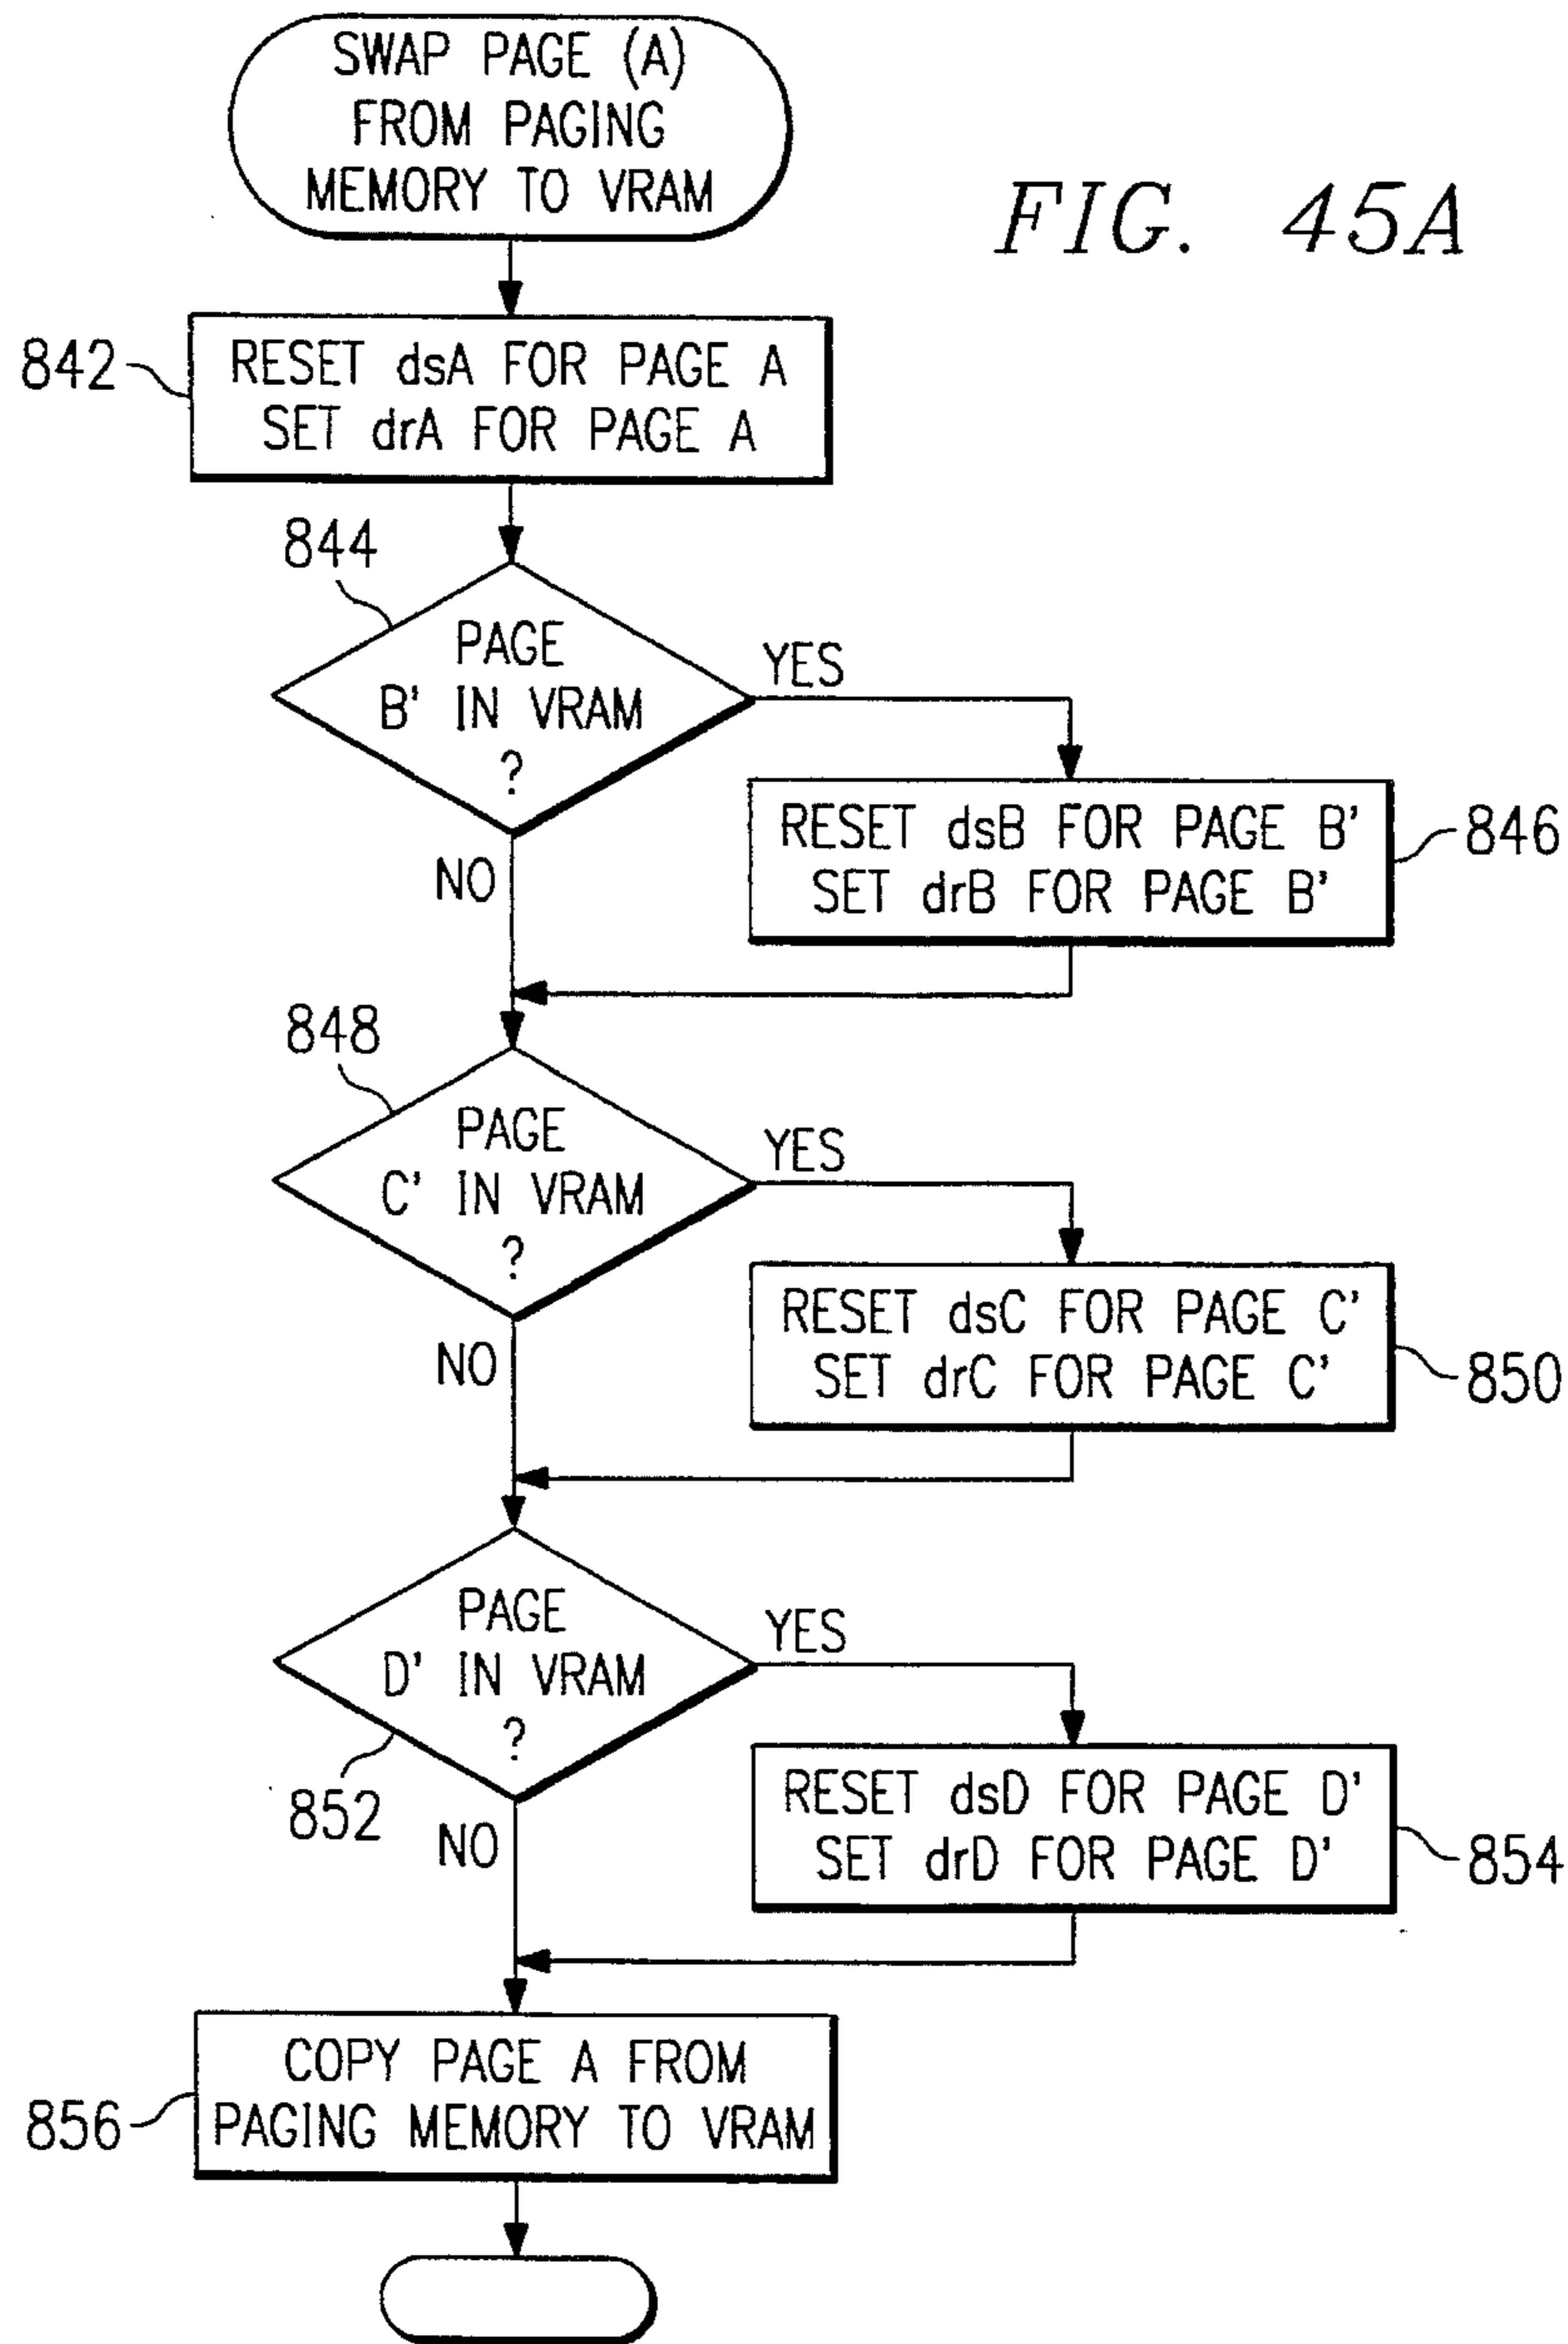 SWAP PAGE (A)
FROM PAGING
MEMORY TO VRAM
FIG. 45A
842
RESET dsA FOR PAGE A
SET drA FOR PAGE A
844
PAGE
B' IN VRAM
?
YES
NO
RESET dsB FOR PAGE B'
SET drB FOR PAGE B'
846
848
PAGE
C' IN VRAM
?
YES
NO
RESET dsC FOR PAGE C'
SET drC FOR PAGE C'
850
PAGE
D' IN VRAM
?
YES
852
NO
RESET dsD FOR PAGE D'
SET drD FOR PAGE D'
854
COPY PAGE A FROM
PAGING MEMORY TO VRAM
856